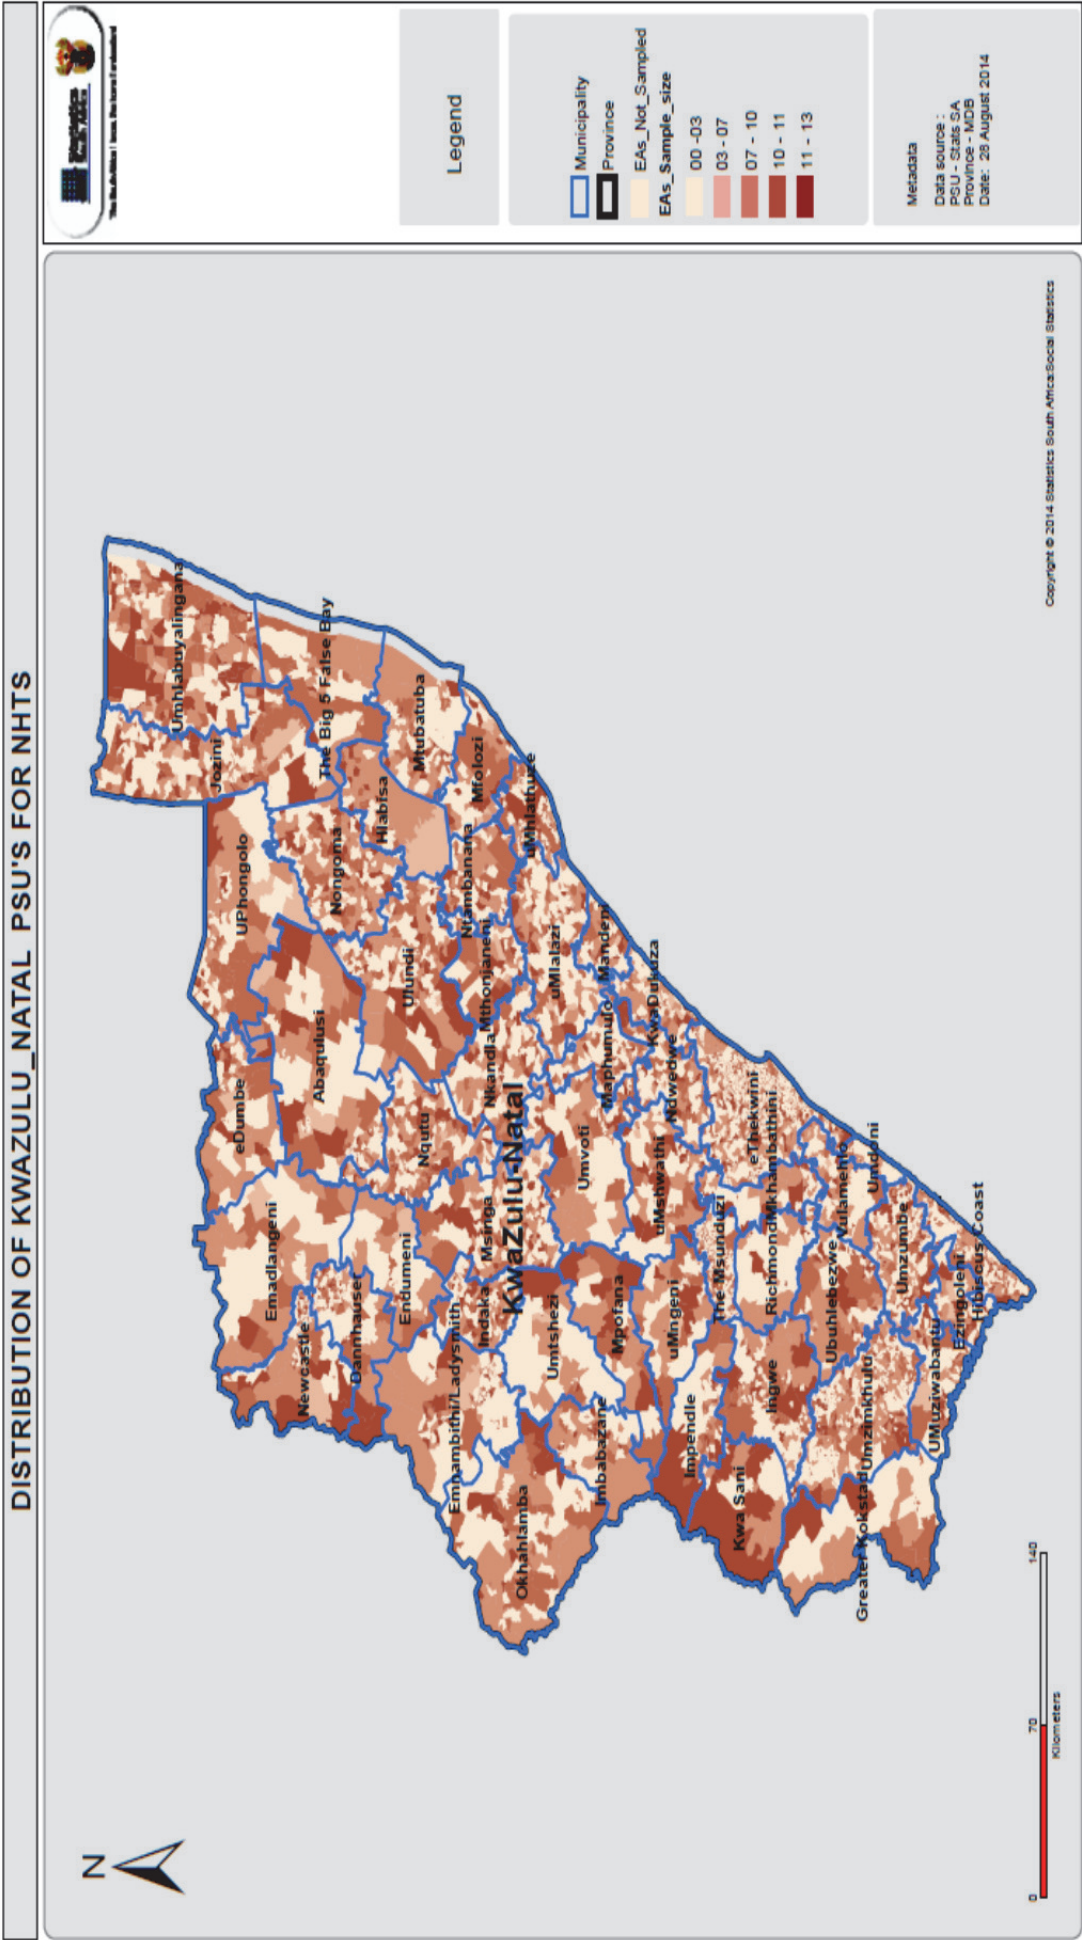 DISTRIBUTION OF KWAZULU_NATAL PSU'S FOR NHTS
N
Umhlabuyalingana
Jozini
The Big 5 False Bay
UPhongolo
Mtubatuba
Hlabisa
Nongoma
Mfolozi
eDumbe
Abaqulusi
Ulundi
Ntambanana
uMhlathuze
Mthonjaneni
uMlalazi
Emadlangeni
Nqutu
Nkandla
Mandeni
Maphumulo
KwaDukuza
Newcastle
Dannhauser
Endumeni
Msinga
KwaZulu-Natal
Umvoti
Ndwedwe
Emnambithi/Ladysmith
Indaka
Umtshezi
Mpofana
uMshwathi
eThekwini
Okhahlamba
Imbabazane
uMngeni
The Msunduzi
Mkhambathini
Richmond
Impendle
Kwa Sani
Ingwe
Ubuhlebezwe
Vulamehlo
Umdoni
Umzumbe
Greater Kokstad
Umzimkhulu
UMuziwabantu
Ezingoleni
Hibiscus Coast
0
70
140
Kilometers
Copyright © 2014 Statistics South Africa:Social Statistics
Legend
Municipality
Province
EAs_Not_Sampled
EAs_Sample_size
00 -03
03 - 07
07 - 10
10 - 11
11 - 13
Metadata
Data source :
PSU - Stats SA
Province - MDB
Date: 28 August 2014